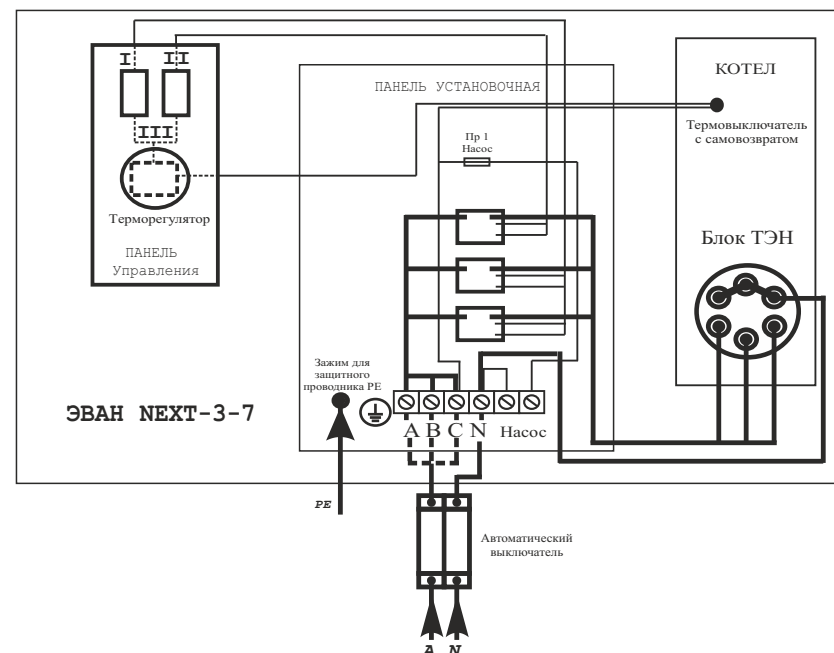 I II
III
Терморегулятор
ПАНЕЛЬ
Управления
ПАНЕЛЬ УСТАНОВОЧНАЯ
Пр 1
Насос
КОТЕЛ
Термовыключатель
с самовозвратом
Блок ТЭН
Зажим для
защитного
проводника PE
ЭВАН NEXT-3-7
A B C N Насос
PE
Автоматический
выключатель
A N